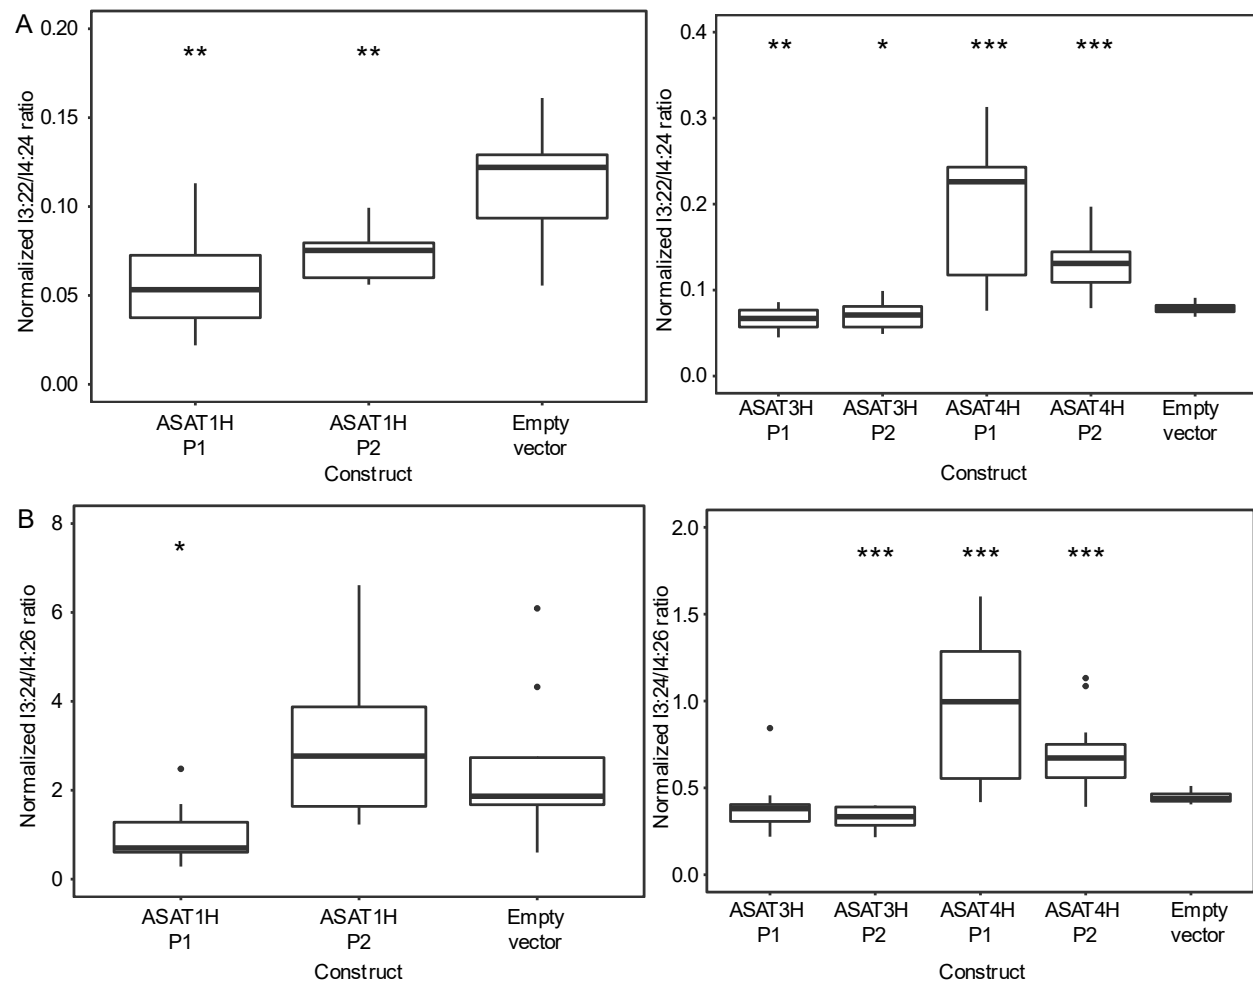 A
Normalized I3:22/I4:24 ratio
0.20
0.15
0.10
0.05
0.00
** **
ASAT1H ASAT1H Empty
P1 P2 vector
Construct
Normalized I3:22/I4:24 ratio
0.4
0.3
0.2
0.1
0.0
** * *** ***
ASAT3H ASAT3H ASAT4H ASAT4H Empty
P1 P2 P1 P2 vector
Construct
B
Normalized I3:24/I4:26 ratio
8
6
4
2
0
*
ASAT1H ASAT1H Empty
P1 P2 vector
Construct
Normalized I3:24/I4:26 ratio
2.0
1.5
1.0
0.5
0.0
*** *** ***
ASAT3H ASAT3H ASAT4H ASAT4H Empty
P1 P2 P1 P2 vector
Construct